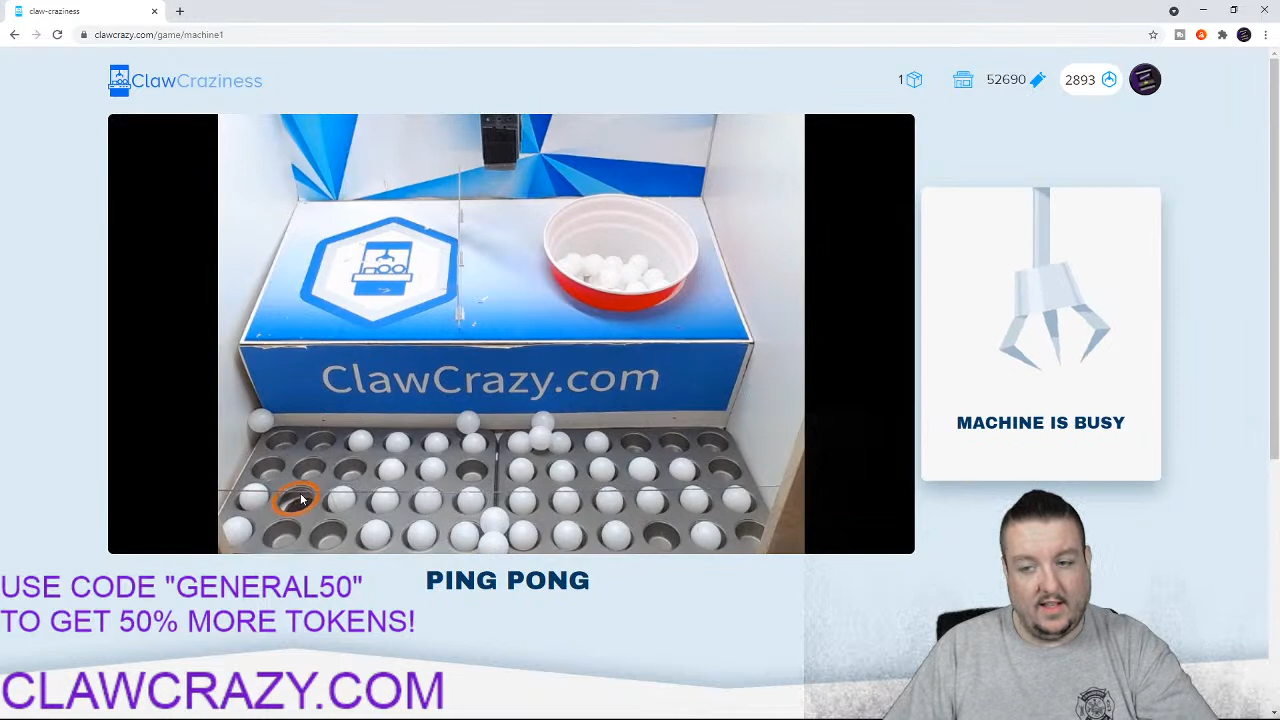 claw-craziness
clawcrazy.com/game/machine1
ClawCraziness
1
52690
2893
ClawCrazy.com
MACHINE IS BUSY
PING PONG
USE CODE "GENERAL50"
TO GET 50% MORE TOKENS!
CLAWCRAZY.COM